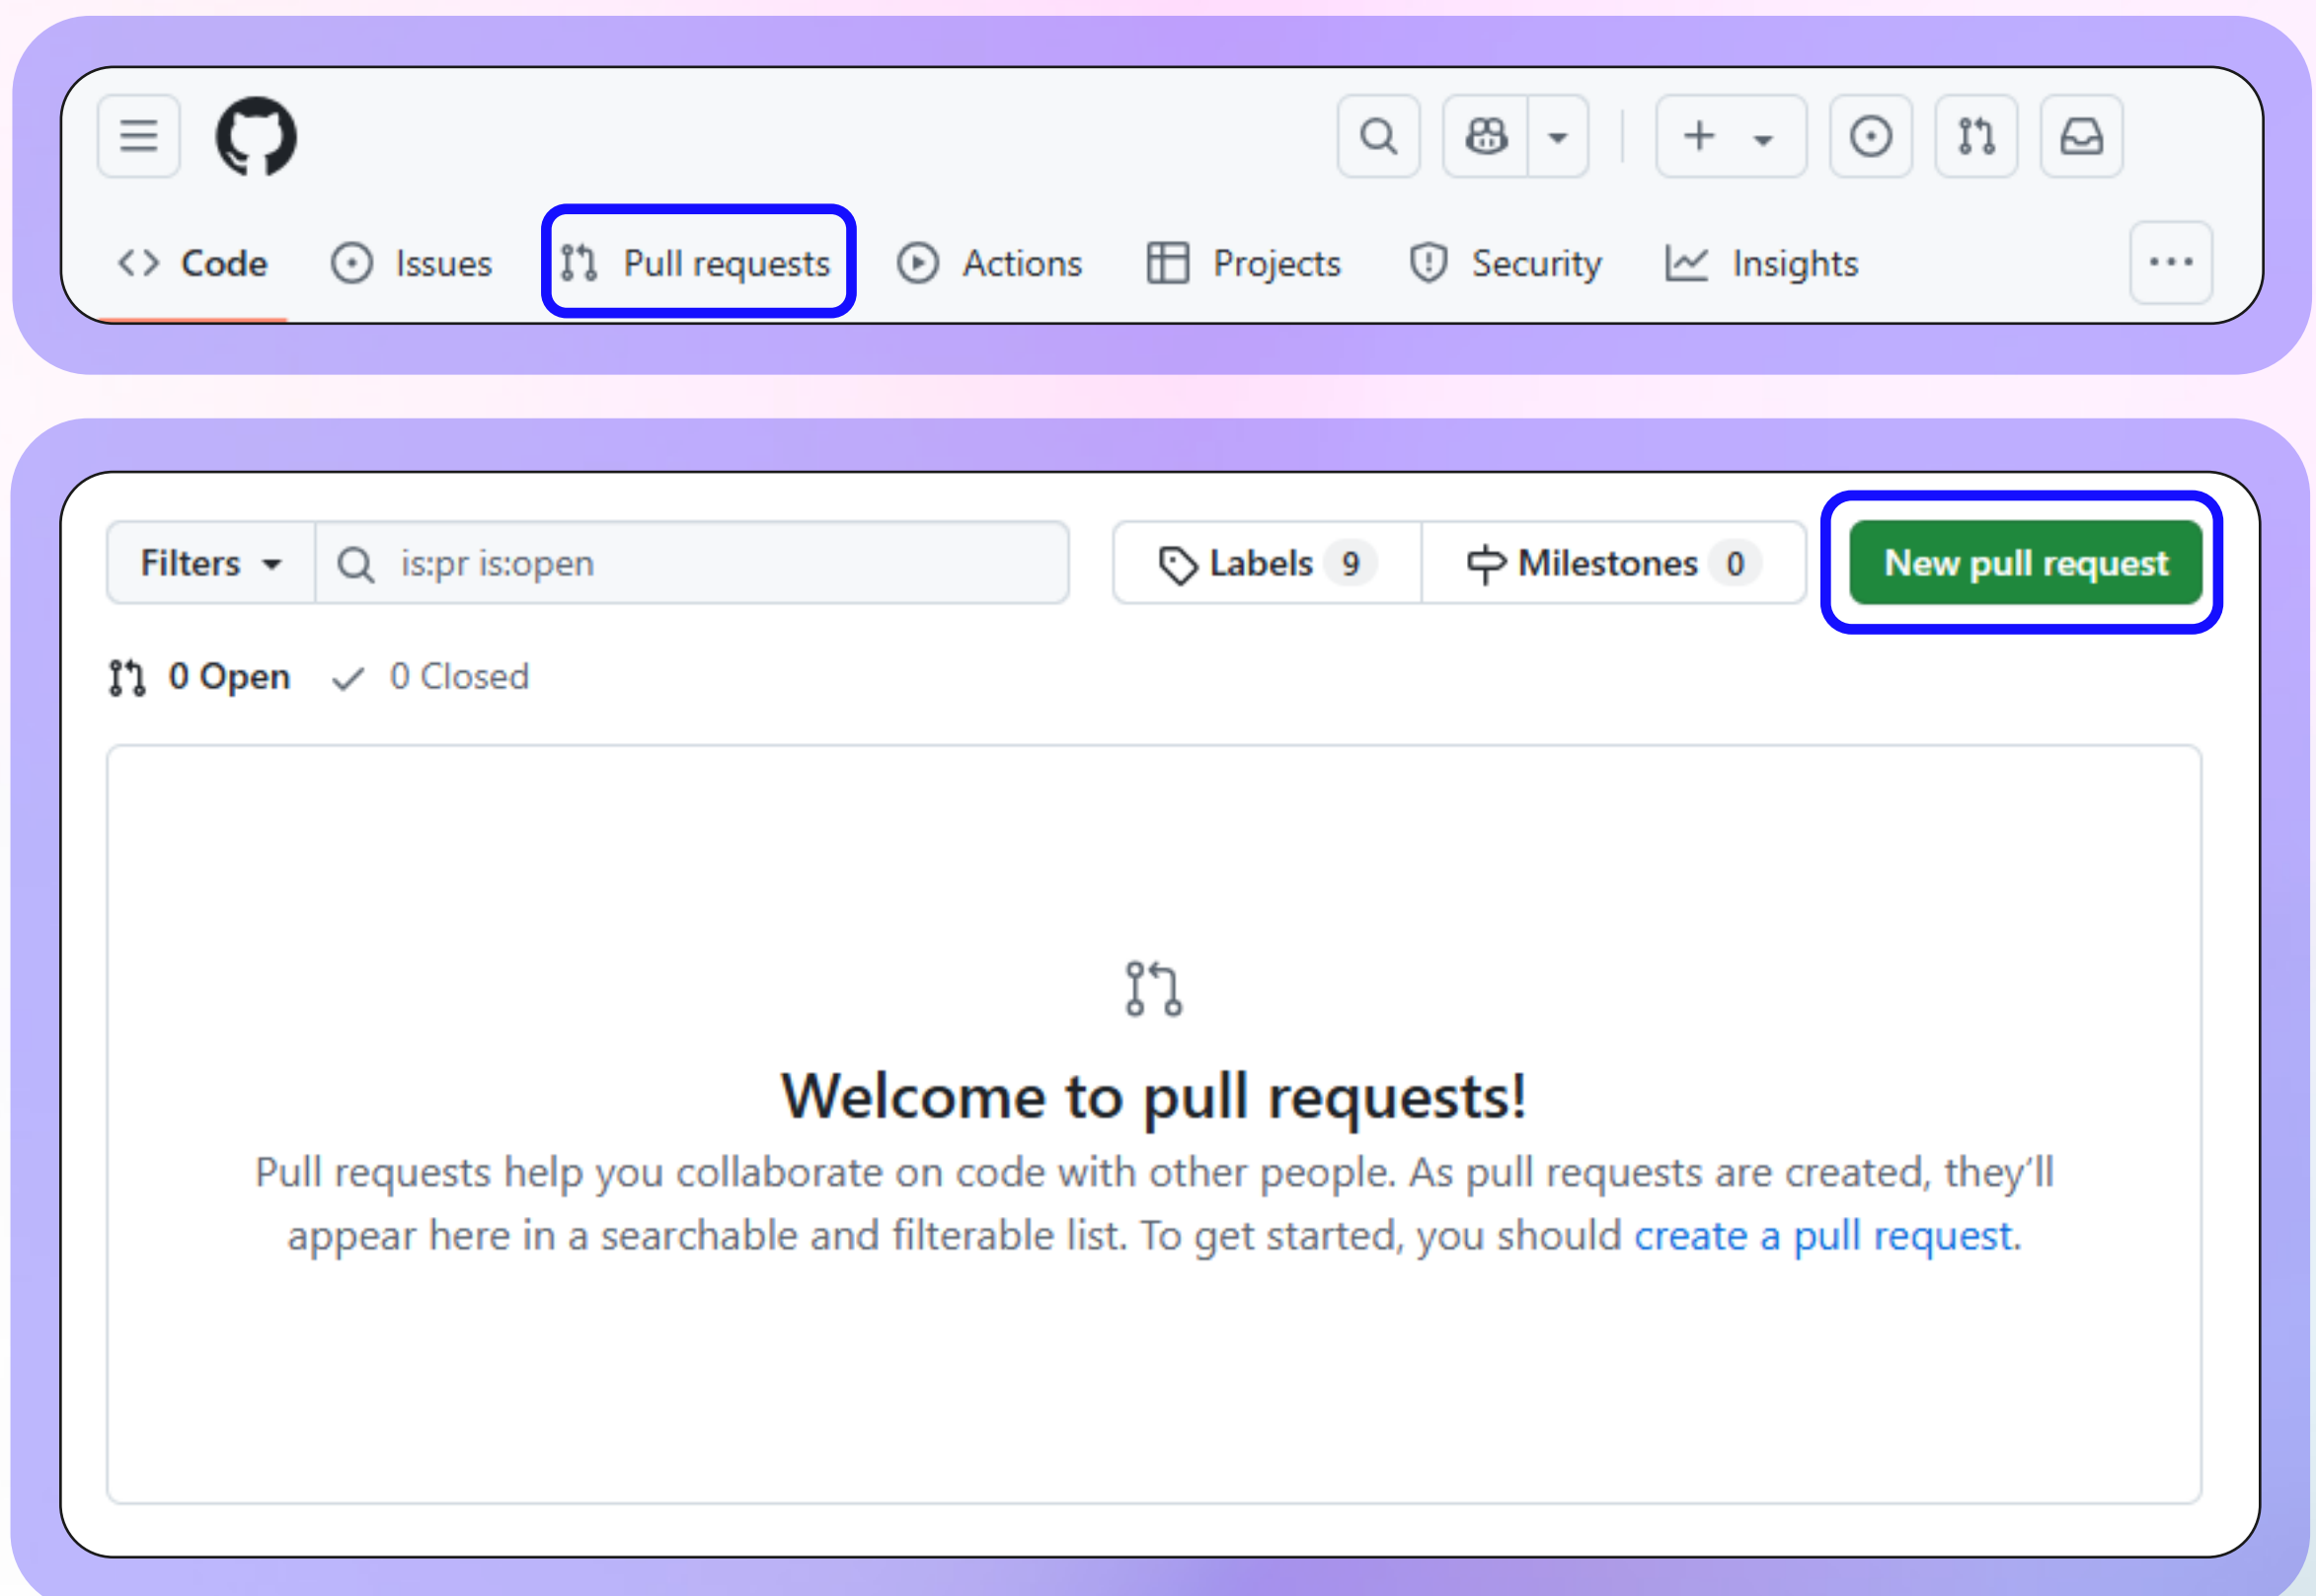 Code Issues Pull requests Actions Projects Security Insights
Filters is:pr is:open Labels 9 Milestones 0 New pull request
0 Open 0 Closed
Welcome to pull requests!
Pull requests help you collaborate on code with other people. As pull requests are created, they'll
appear here in a searchable and filterable list. To get started, you should create a pull request.